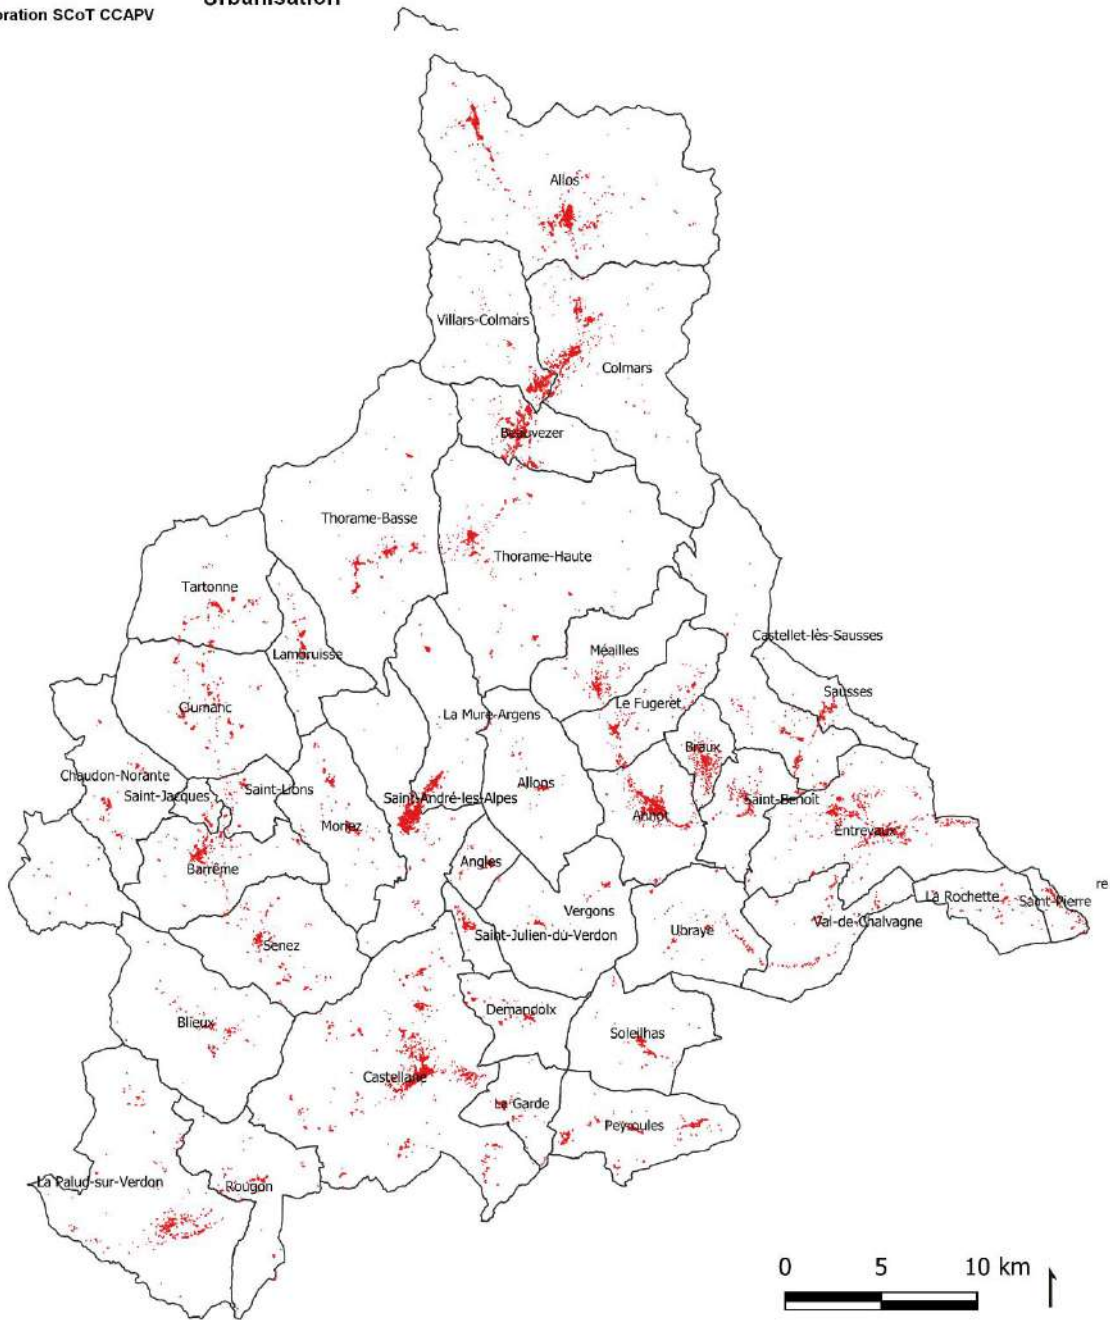 Urbanisation
oration SCoT CCAPV
Allos
Villars-Colmars
Colmars
Beauvezer
Thorame-Basse
Thorame-Haute
Tartonne
Castellet-lès-Sausses
Méailles
Lambruisse
Sausses
Le Fugeret
Clumanc
La Mure-Argens
Braux
Chaudon-Norante
Allons
Saint-Lions
Saint-Jacques
Saint-André-les-Alpes
Saint-Benoît
Annot
Moriez
Entrevaux
Angles
Barrême
re
La Rochette
Saint-Pierre
Vergons
Val-de-Chalvagne
Ubraye
Saint-Julien-du-Verdon
Senez
Demandolx
Blieux
Soleilhas
Castellane
La Garde
Peyroules
La Palud-sur-Verdon
Rougon
0 5 10 km